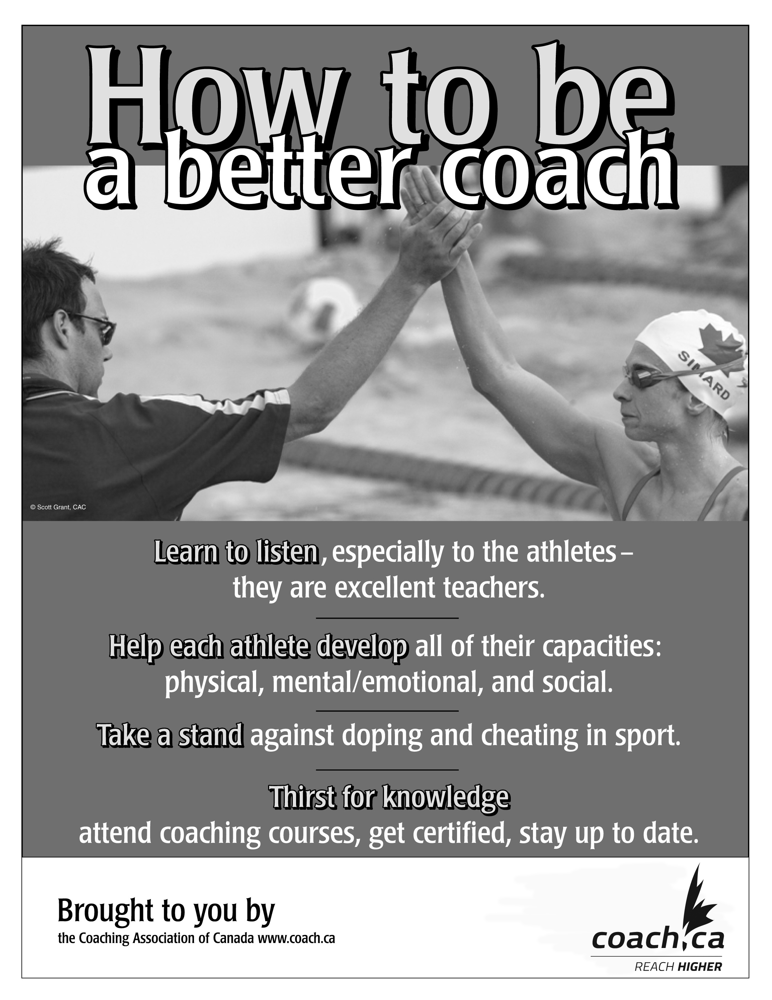 How to be
a better coach
SIMARD
© Scott Grant, CAC
Learn to listen, especially to the athletes –
they are excellent teachers.
Help each athlete develop all of their capacities:
physical, mental/emotional, and social.
Take a stand against doping and cheating in sport.
Thirst for knowledge
attend coaching courses, get certified, stay up to date.
Brought to you by
the Coaching Association of Canada www.coach.ca
coach.ca
REACH HIGHER